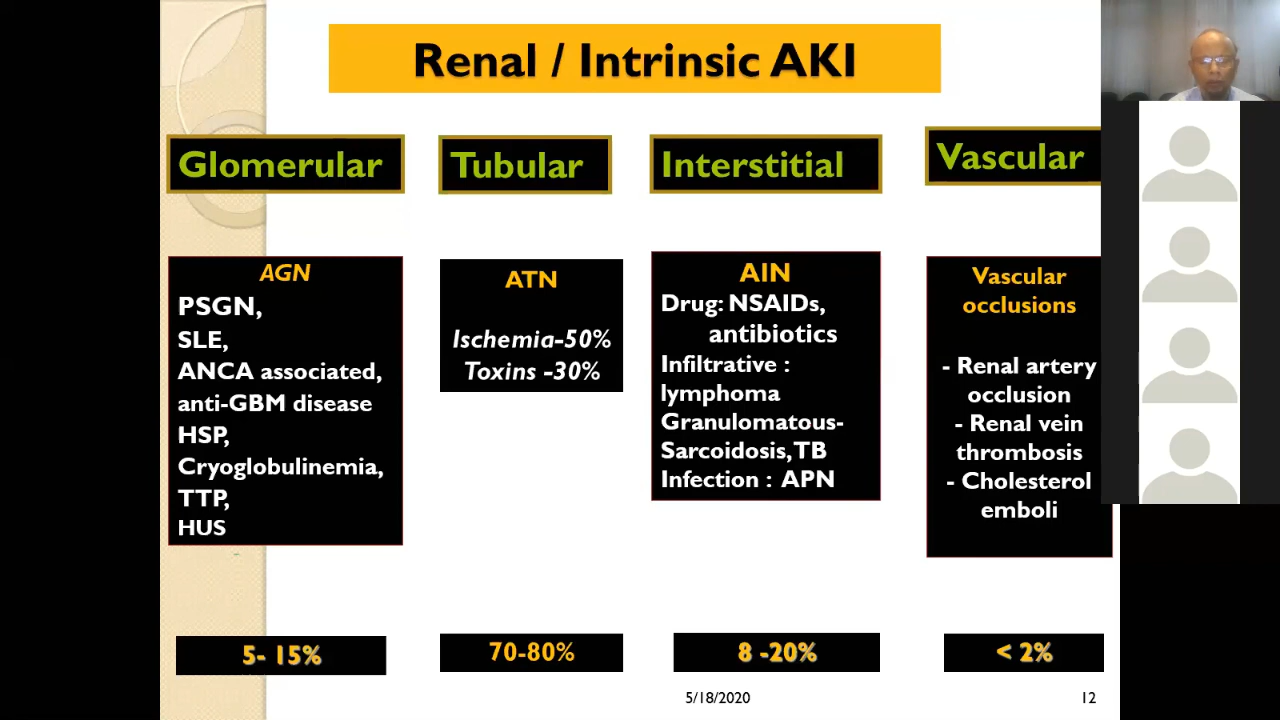 Renal / Intrinsic AKI
Glomerular
Tubular
Interstitial
Vascular
AGN
PSGN,
SLE,
ANCA associated,
anti-GBM disease
HSP,
Cryoglobulinemia,
TTP,
HUS
ATN
Ischemia-50%
Toxins -30%
AIN
Drug: NSAIDs,
antibiotics
Infiltrative :
lymphoma
Granulomatous-
Sarcoidosis, TB
Infection : APN
Vascular
occlusions
- Renal artery
occlusion
- Renal vein
thrombosis
- Cholesterol
emboli
5- 15%
70-80%
8 -20%
< 2%
5/18/2020
12